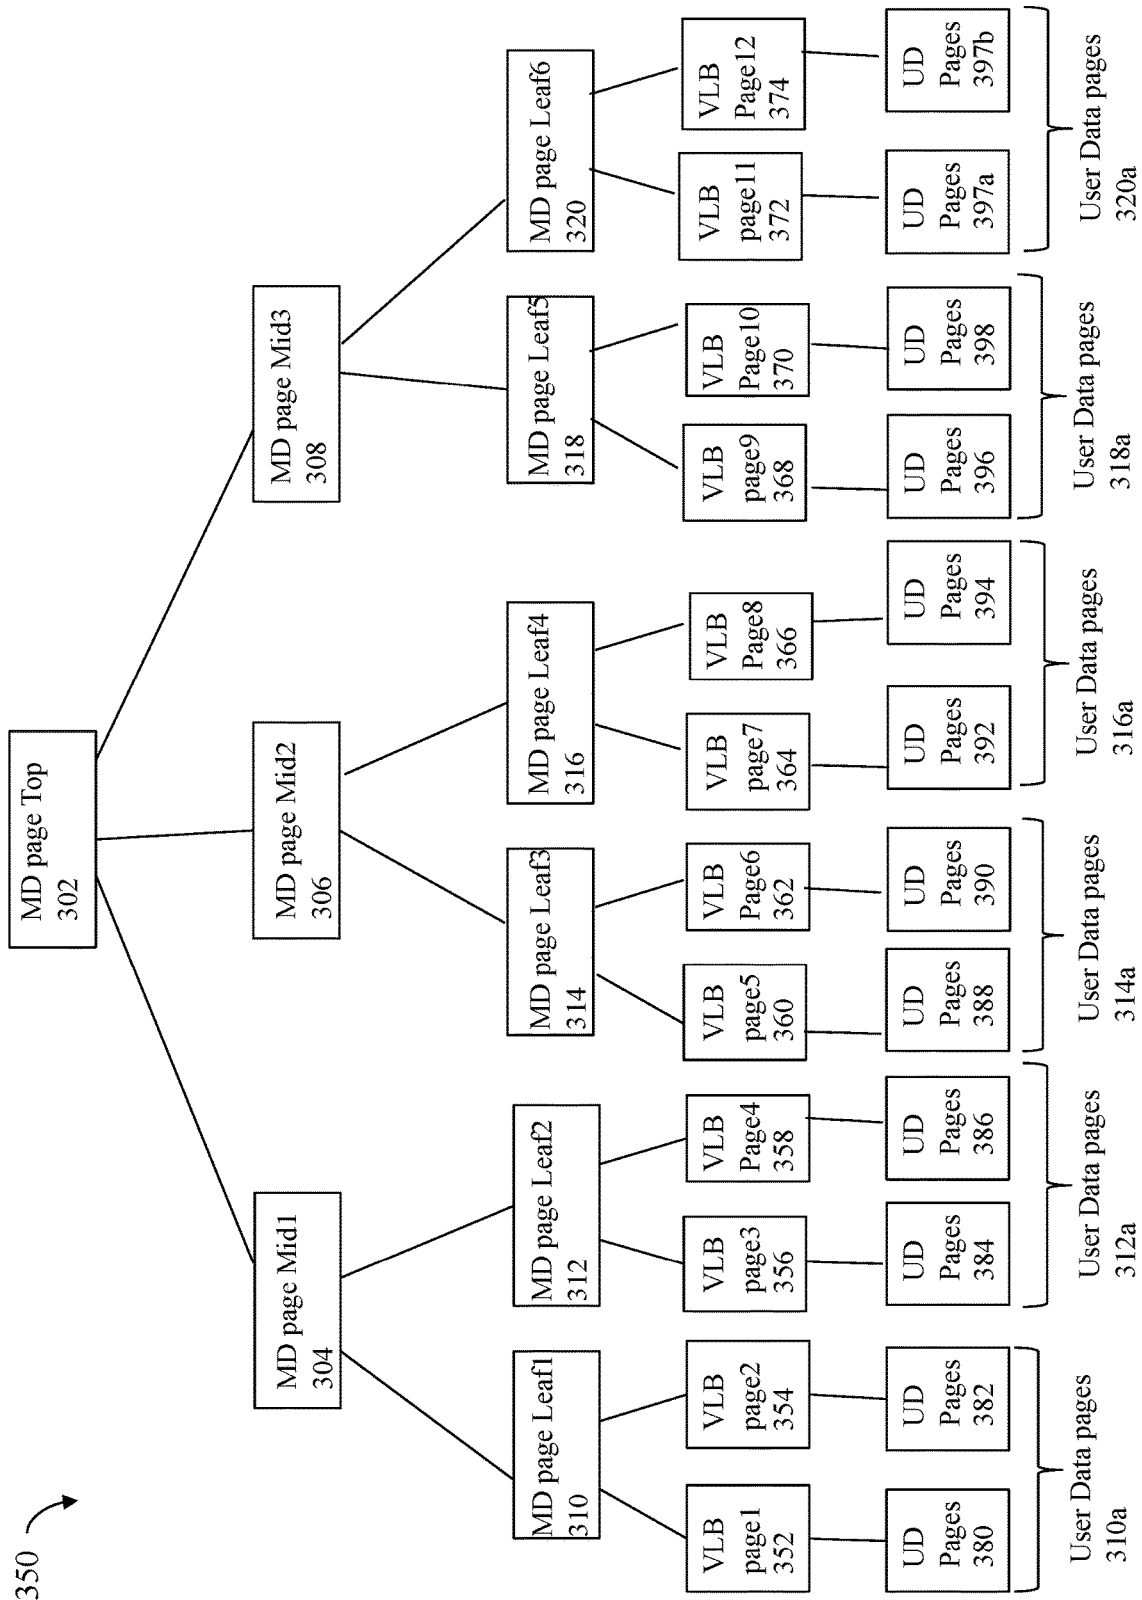 350
MD page Top
302
MD page Mid1
304
MD page Mid2
306
MD page Mid3
308
MD page Leaf1
310
MD page Leaf2
312
MD page Leaf3
314
MD page Leaf4
316
MD page Leaf5
318
MD page Leaf6
320
VLB
page1
352
VLB
page2
354
VLB
page3
356
VLB
Page4
358
VLB
page5
360
VLB
Page6
362
VLB
page7
364
VLB
Page8
366
VLB
page9
368
VLB
Page10
370
VLB
page11
372
VLB
Page12
374
UD
Pages
380
UD
Pages
382
UD
Pages
384
UD
Pages
386
UD
Pages
388
UD
Pages
390
UD
Pages
392
UD
Pages
394
UD
Pages
396
UD
Pages
398
UD
Pages
397a
UD
Pages
397b
User Data pages
310a
User Data pages
312a
User Data pages
314a
User Data pages
316a
User Data pages
318a
User Data pages
320a